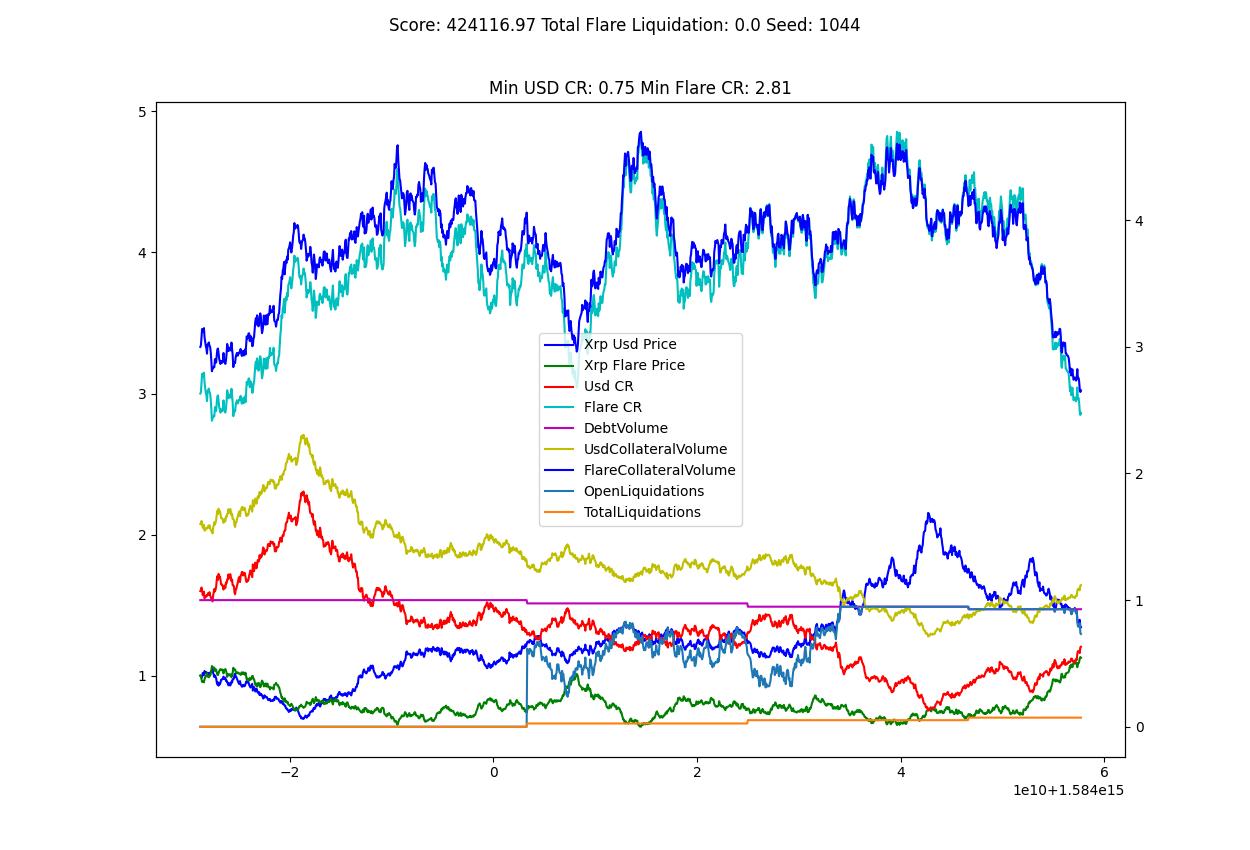 Score: 424116.97 Total Flare Liquidation: 0.0 Seed: 1044
Min USD CR: 0.75 Min Flare CR: 2.81
5
4
3
2
1
4
3
2
1
0
Xrp Usd Price
Xrp Flare Price
Usd CR
Flare CR
DebtVolume
UsdCollateralVolume
FlareCollateralVolume
OpenLiquidations
TotalLiquidations
−2 0 2 4 6
1e10+1.584e15